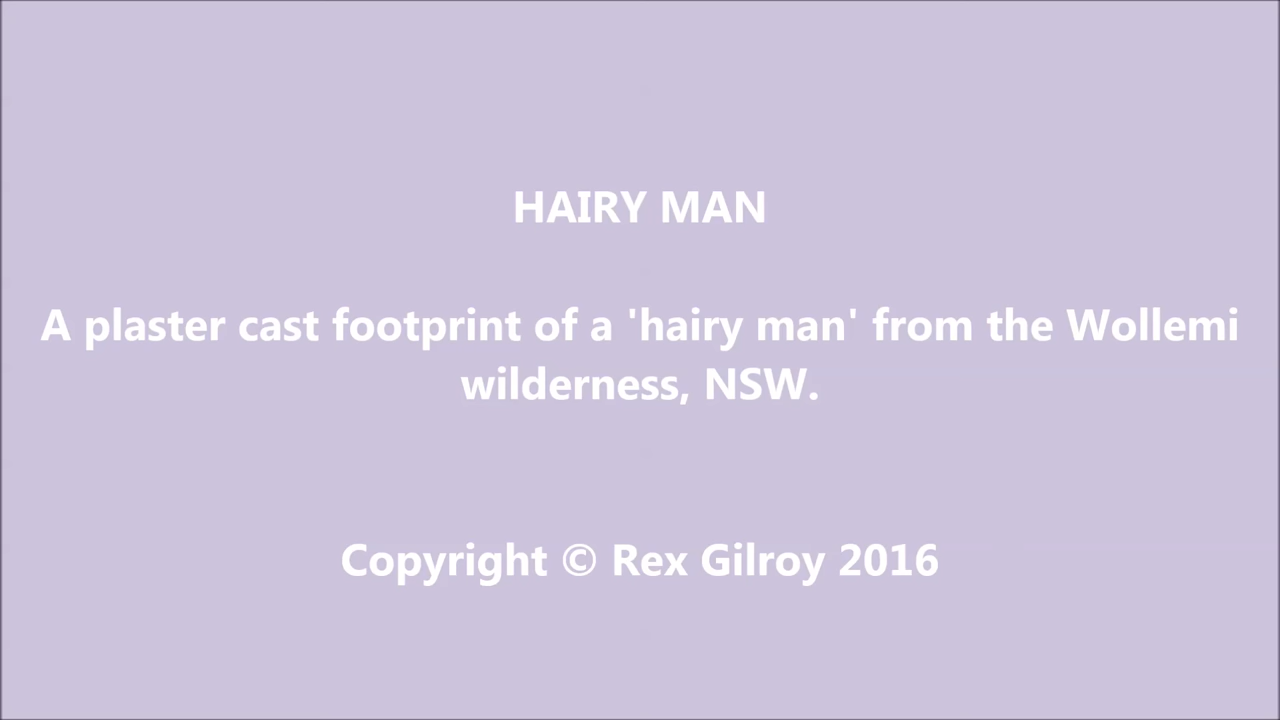 HAIRY MAN
A plaster cast footprint of a 'hairy man' from the Wollemi
wilderness, NSW.
Copyright © Rex Gilroy 2016